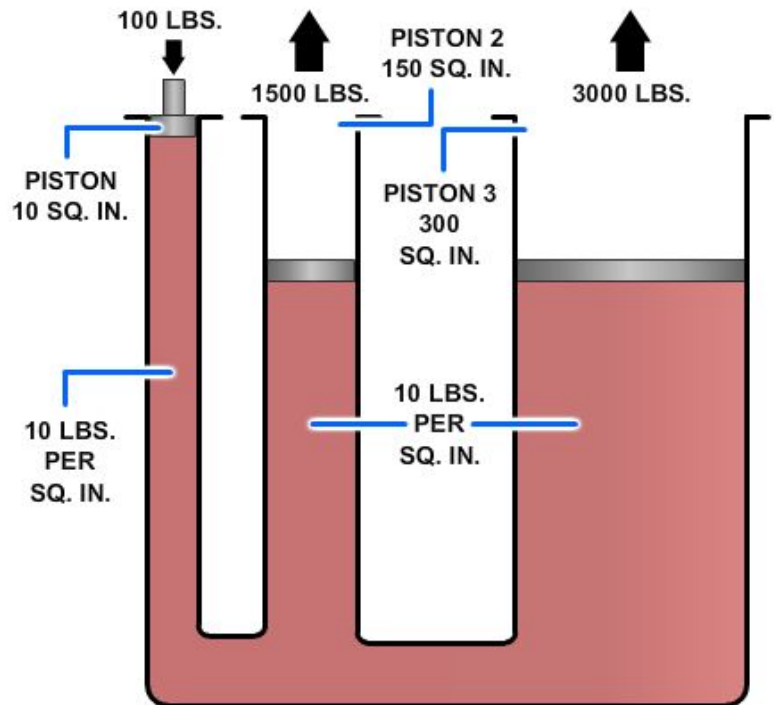 100 LBS.
1500 LBS.
PISTON 2
150 SQ. IN.
3000 LBS.
PISTON
10 SQ. IN.
PISTON 3
300
SQ. IN.
10 LBS.
PER
SQ. IN.
10 LBS.
PER
SQ. IN.